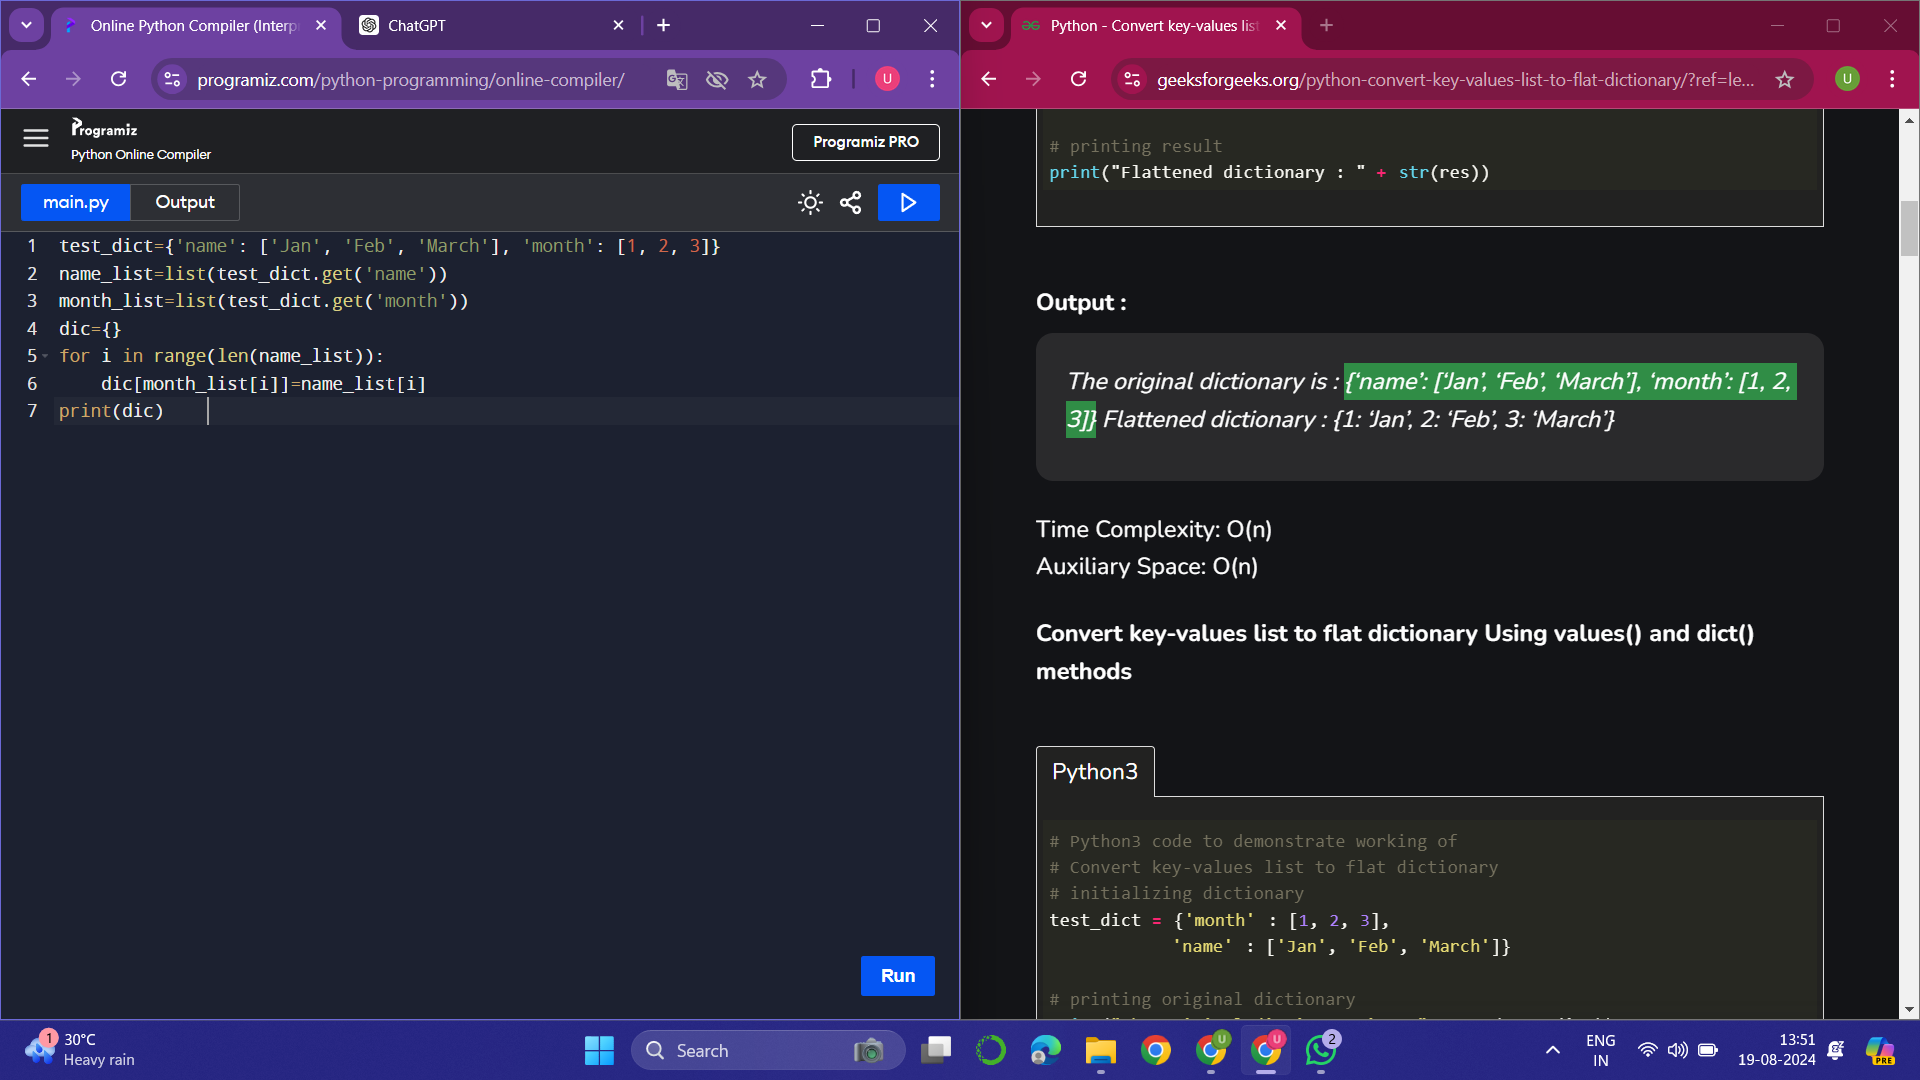 Online Python Compiler (Interp
ChatGPT
programiz.com/python-programming/online-compiler/
U
Programiz
Python Online Compiler
Programiz PRO
main.py
Output
1 test_dict={'name': ['Jan', 'Feb', 'March'], 'month': [1, 2, 3]}
2 name_list=list(test_dict.get('name'))
3 month_list=list(test_dict.get('month'))
4 dic={}
5 for i in range(len(name_list)):
6     dic[month_list[i]]=name_list[i]
7 print(dic)
Run
Python - Convert key-values lis
geeksforgeeks.org/python-convert-key-values-list-to-flat-dictionary/?ref=le...
U
# printing result
print("Flattened dictionary : " + str(res))
Output :
The original dictionary is : {‘name’: [‘Jan’, ‘Feb’, ‘March’], ‘month’: [1, 2,
3]} Flattened dictionary : {1: ‘Jan’, 2: ‘Feb’, 3: ‘March’}
Time Complexity: O(n)
Auxiliary Space: O(n)
Convert key-values list to flat dictionary Using values() and dict()
methods
Python3
# Python3 code to demonstrate working of
# Convert key-values list to flat dictionary
# initializing dictionary
test_dict = {'month' : [1, 2, 3],
'name' : ['Jan', 'Feb', 'March']}
# printing original dictionary
1
30°C
Heavy rain
Search
U
U
2
ENG
IN
13:51
19-08-2024
PRE